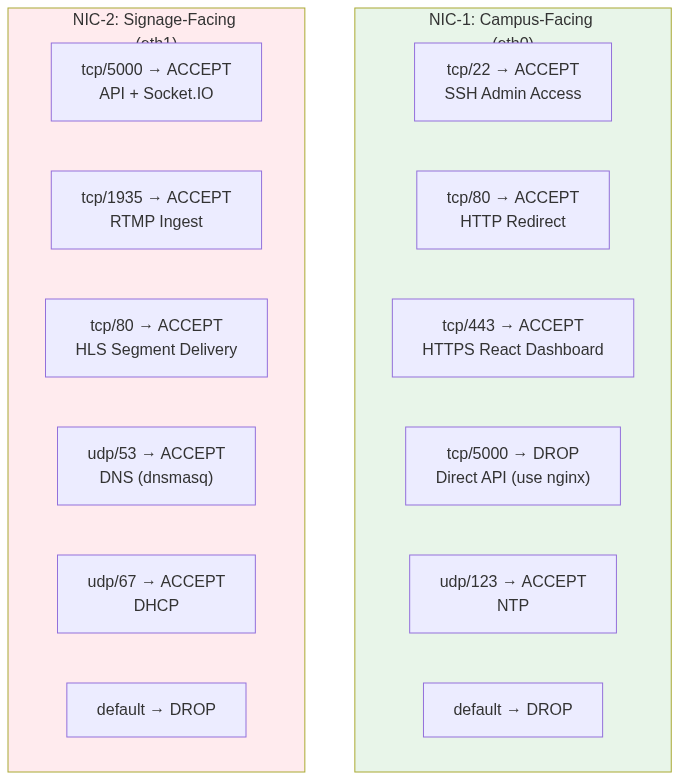 NIC-2: Signage-Facing
(eth1)
tcp/5000 → ACCEPT
API + Socket.IO
tcp/1935 → ACCEPT
RTMP Ingest
tcp/80 → ACCEPT
HLS Segment Delivery
udp/53 → ACCEPT
DNS (dnsmasq)
udp/67 → ACCEPT
DHCP
default → DROP
NIC-1: Campus-Facing
(eth0)
tcp/22 → ACCEPT
SSH Admin Access
tcp/80 → ACCEPT
HTTP Redirect
tcp/443 → ACCEPT
HTTPS React Dashboard
tcp/5000 → DROP
Direct API (use nginx)
udp/123 → ACCEPT
NTP
default → DROP